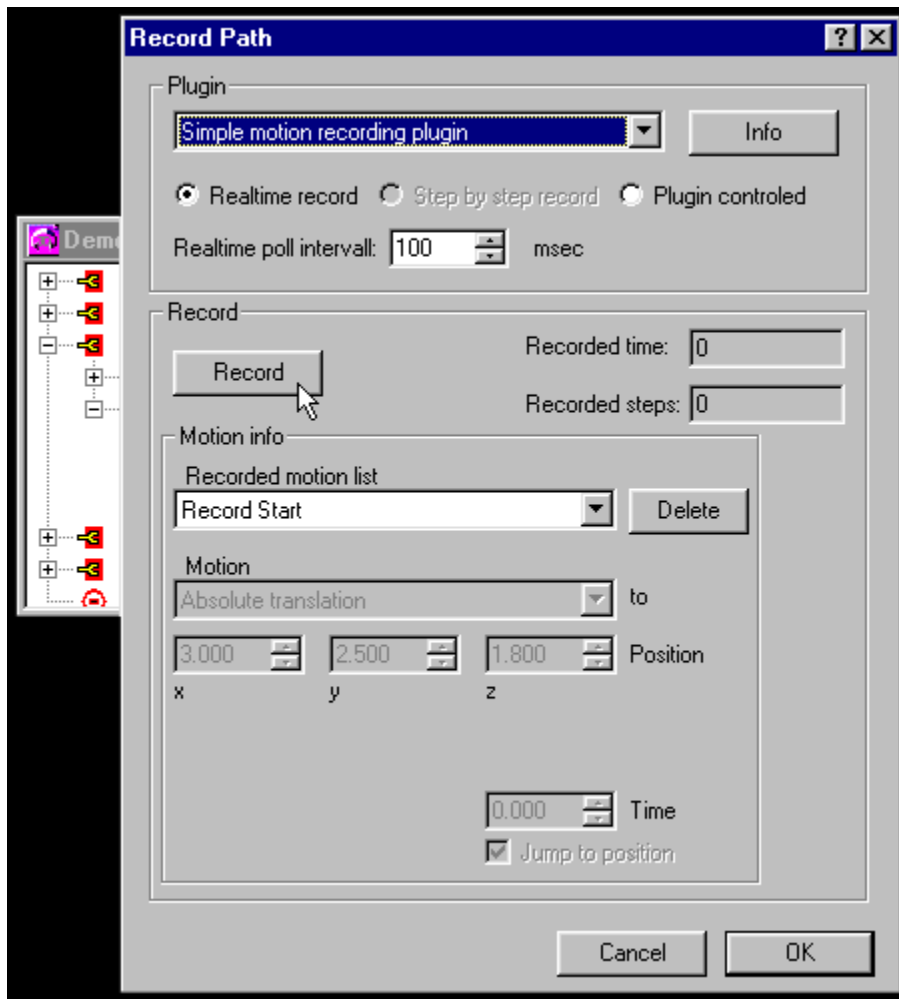 Record Path
Plugin
Simple motion recording plugin
Info
Realtime record Step by step record Plugin controled
Realtime poll intervall: 100 msec
Demo
Record
Record
Recorded time: 0
Recorded steps: 0
Motion info
Recorded motion list
Record Start
Delete
Motion
Absolute translation to
3.000 2.500 1.800 Position
x y z
0.000 Time
Jump to position
Cancel OK